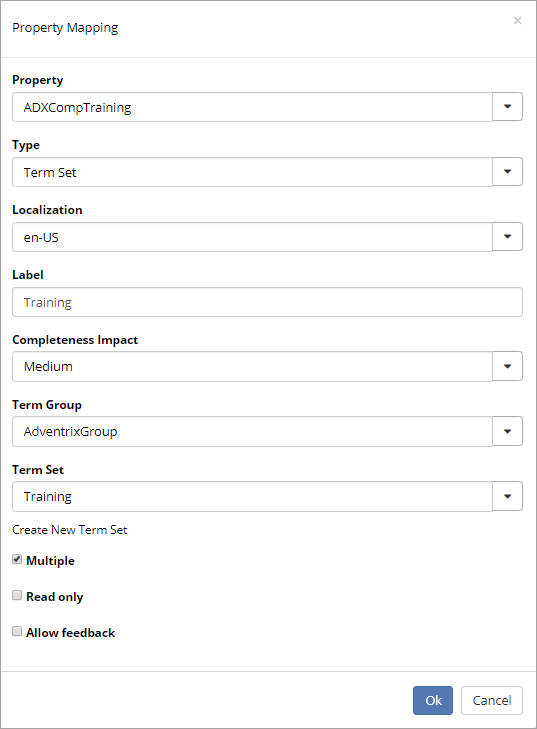 Property Mapping ×
Property
ADXCompTraining
Type
Term Set
Localization
en-US
Label
Training
Completeness Impact
Medium
Term Group
AdventrixGroup
Term Set
Training
Create New Term Set
Multiple
Read only
Allow feedback
Ok Cancel